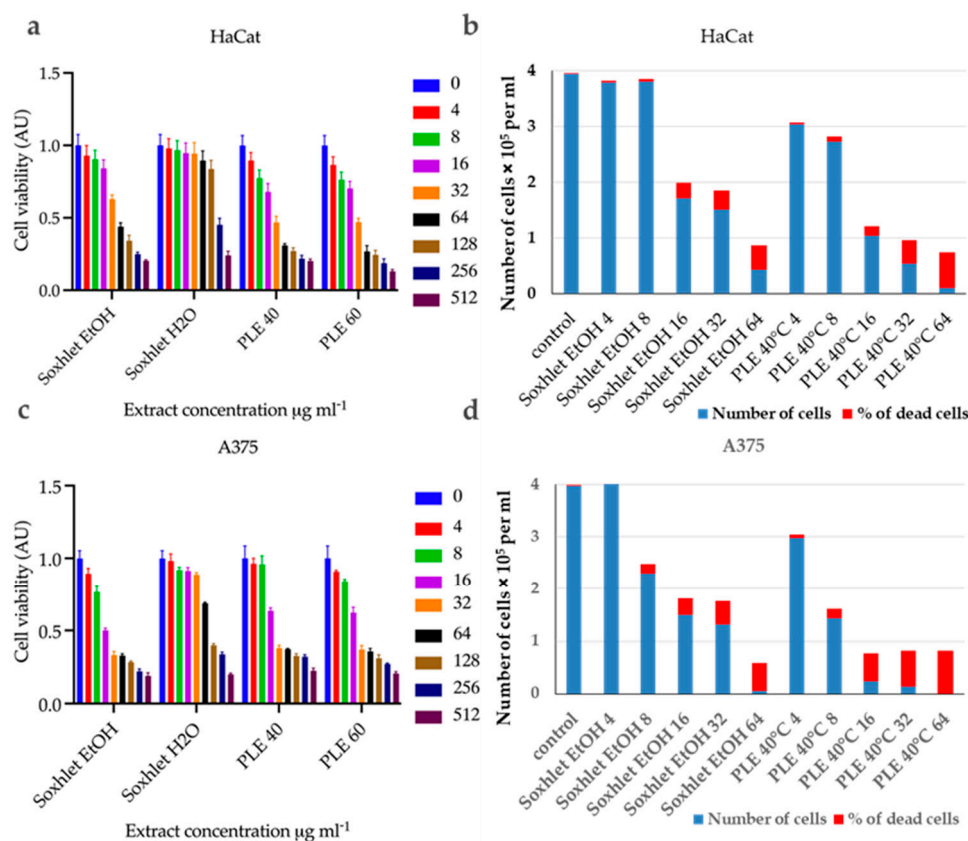 a
HaCat
1.5
1.0
0.5
0.0
Cell viability (AU)
0
4
8
16
32
64
128
256
512
Soxhlet EtOH
Soxhlet H2O
PLE 40
PLE 60
Extract concentration µg ml⁻¹
b
HaCat
4
3
2
1
0
Number of cells × 10⁵ per ml
control
Soxhlet EtOH 4
Soxhlet EtOH 8
Soxhlet EtOH 16
Soxhlet EtOH 32
Soxhlet EtOH 64
PLE 40°C 4
PLE 40°C 8
PLE 40°C 16
PLE 40°C 32
PLE 40°C 64
Number of cells
% of dead cells
c
A375
1.5
1.0
0.5
0.0
Cell viability (AU)
0
4
8
16
32
64
128
256
512
Soxhlet EtOH
Soxhlet H2O
PLE 40
PLE 60
Extract concentration µg ml⁻¹
d
A375
4
3
2
1
0
Number of cells × 10⁵ per ml
control
Soxhlet EtOH 4
Soxhlet EtOH 8
Soxhlet EtOH 16
Soxhlet EtOH 32
Soxhlet EtOH 64
PLE 40°C 4
PLE 40°C 8
PLE 40°C 16
PLE 40°C 32
PLE 40°C 64
Number of cells
% of dead cells